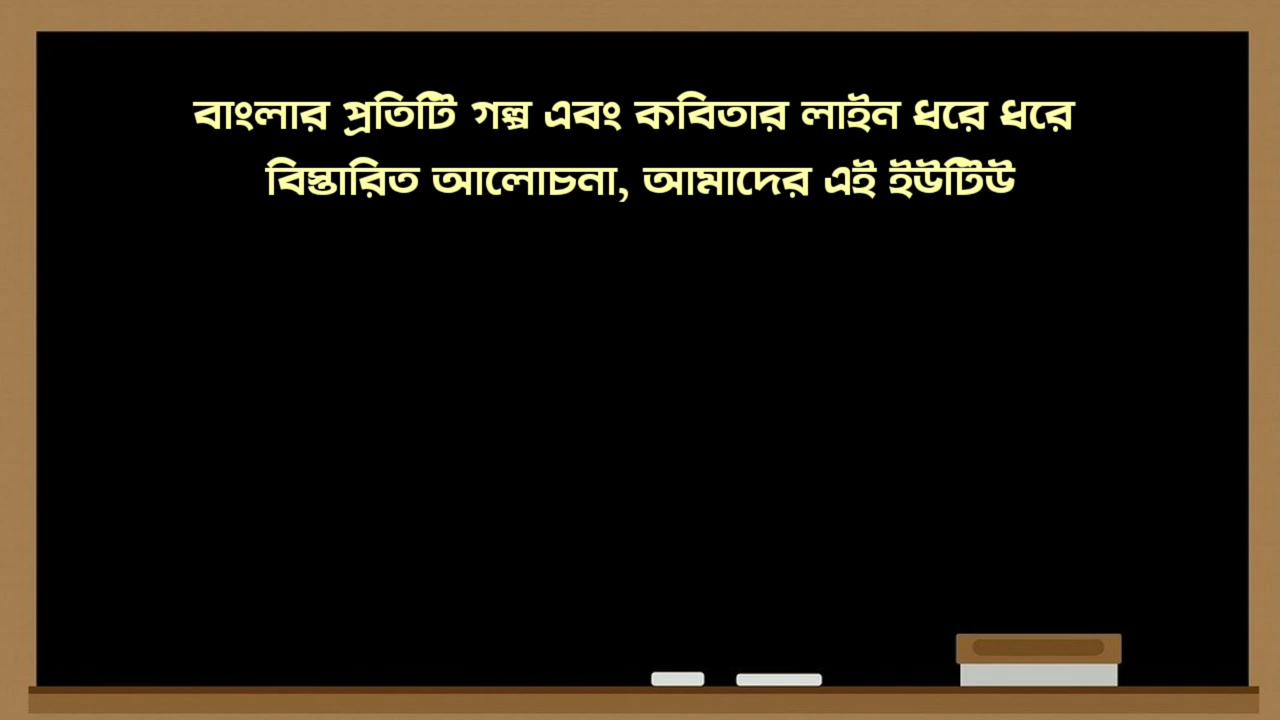 বাংলার প্রতিটি গল্প এবং কবিতার লাইন ধরে ধরে
বিস্তারিত আলোচনা, আমাদের এই ইউটিউ